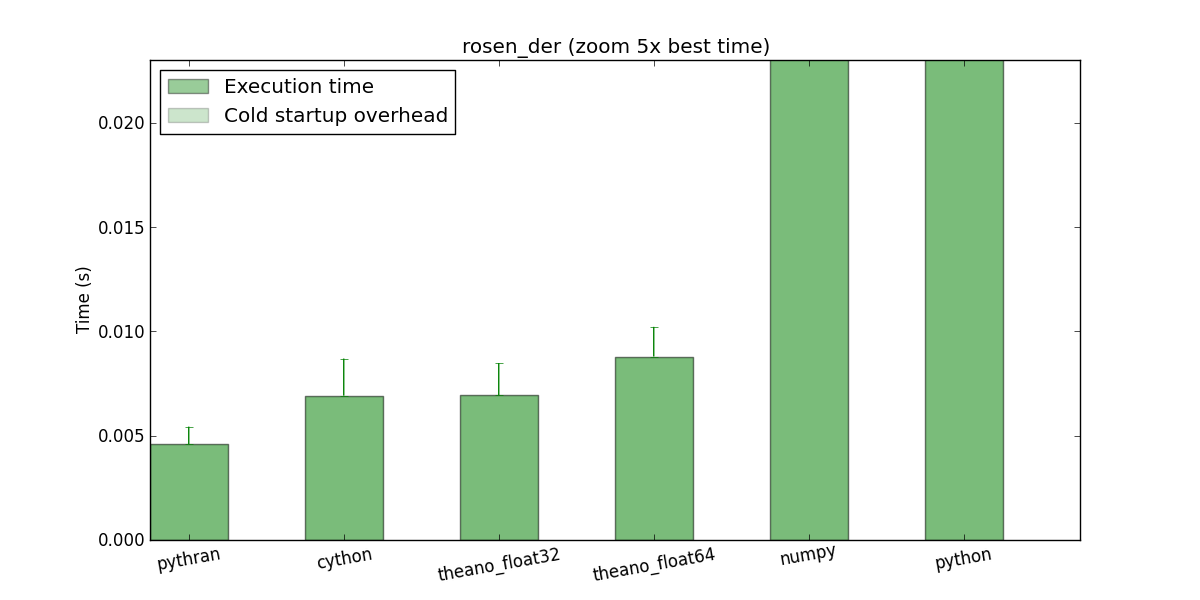 rosen_der (zoom 5x best time)
Execution time
Cold startup overhead
Time (s)
0.020
0.015
0.010
0.005
0.000
pythran
cython
theano_float32
theano_float64
numpy
python